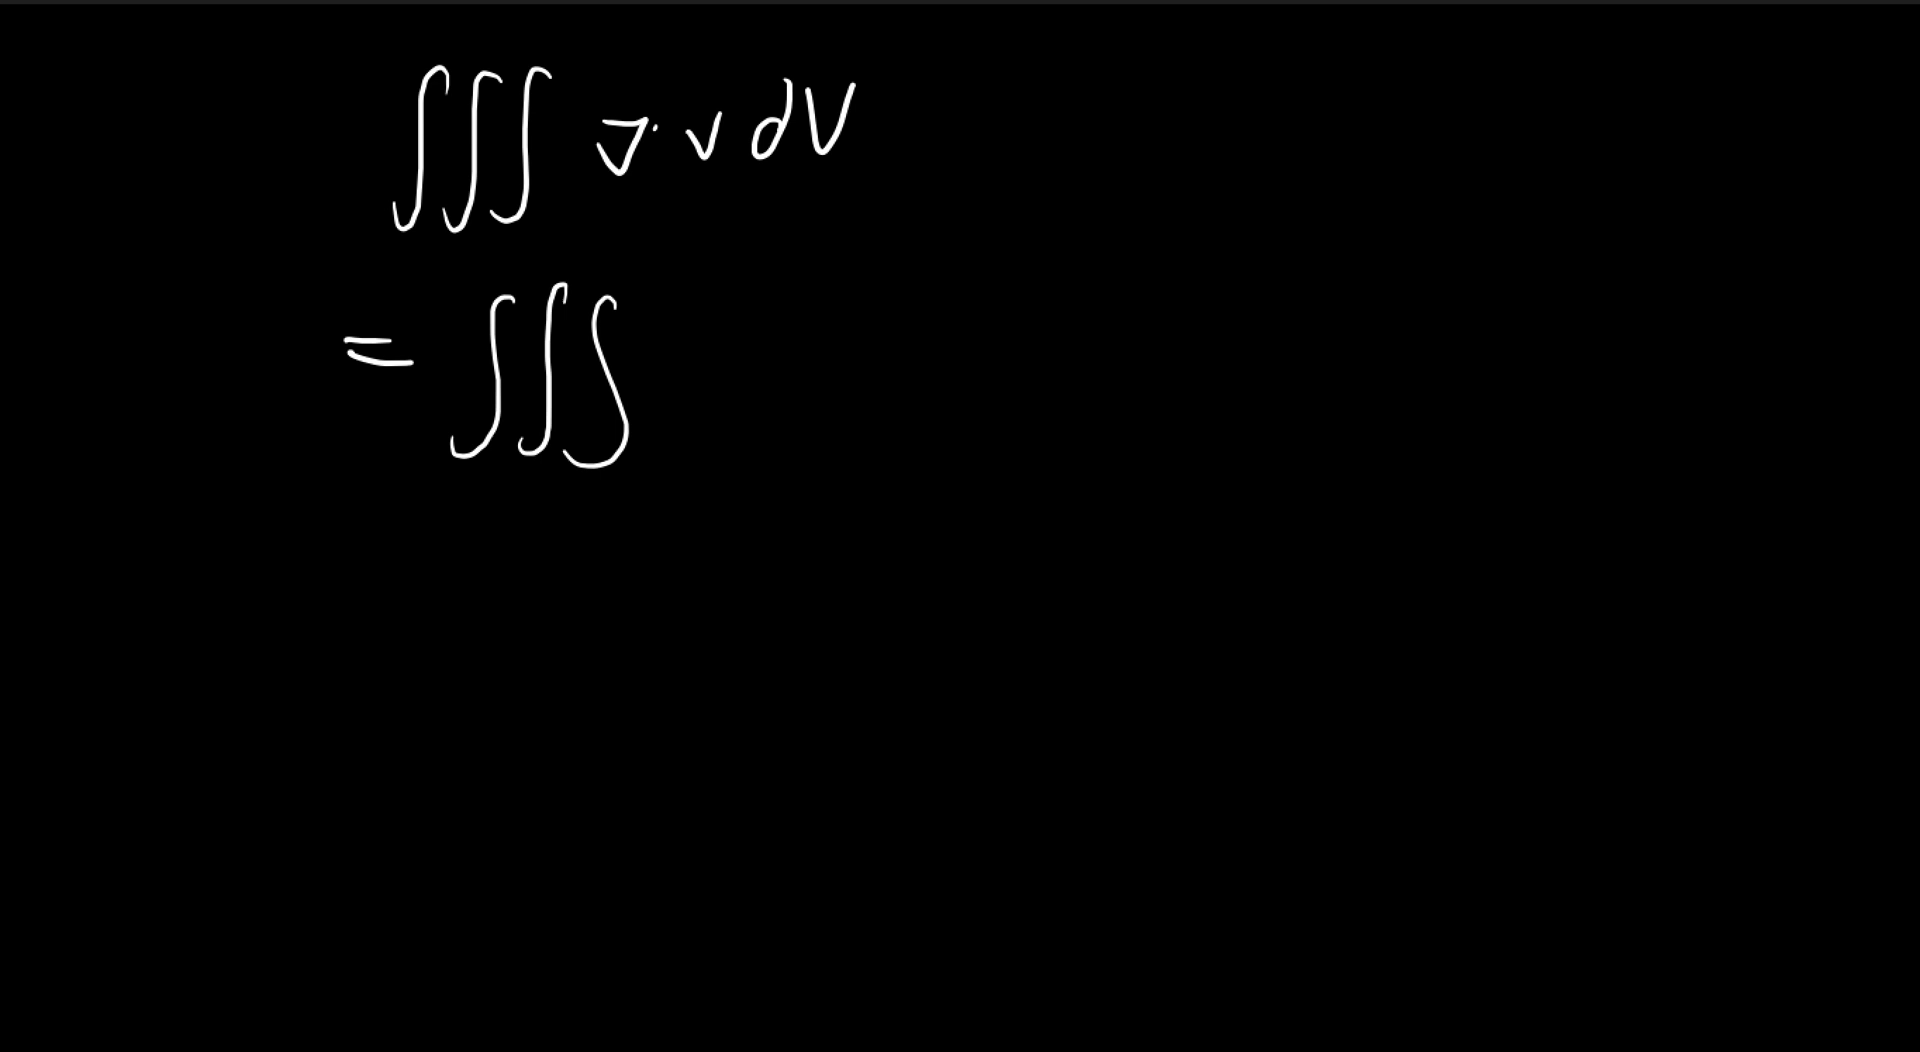 ∭ ∇·v dV
= ∭